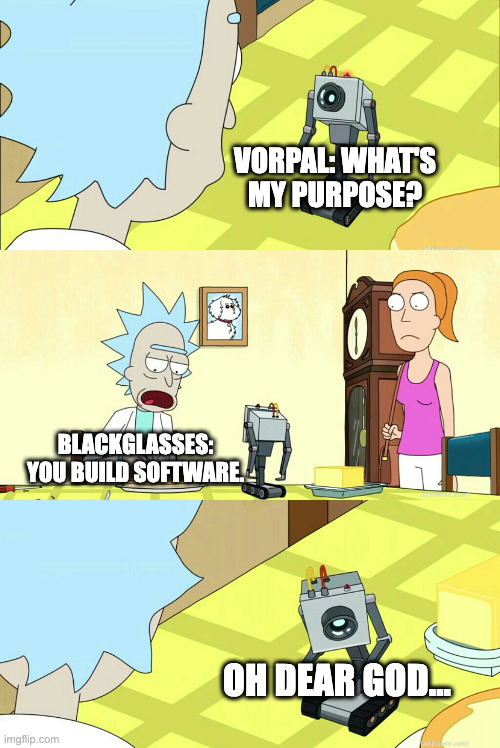 VORPAL: WHAT'S
MY PURPOSE?
BLACKGLASSES:
YOU BUILD SOFTWARE.
OH DEAR GOD...
imgflip.com